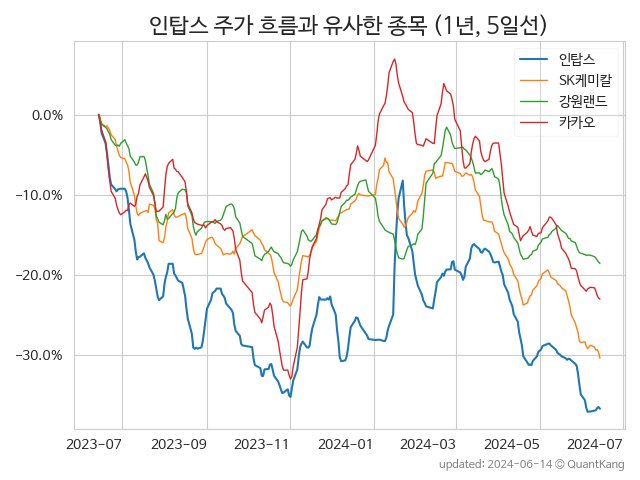 인탑스 주가 흐름과 유사한 종목 (1년, 5일선)
인탑스
SK케미칼
강원랜드
카카오
0.0%
−10.0%
−20.0%
−30.0%
2023-07 2023-09 2023-11 2024-01 2024-03 2024-05 2024-07
updated: 2024-06-14 © QuantKang